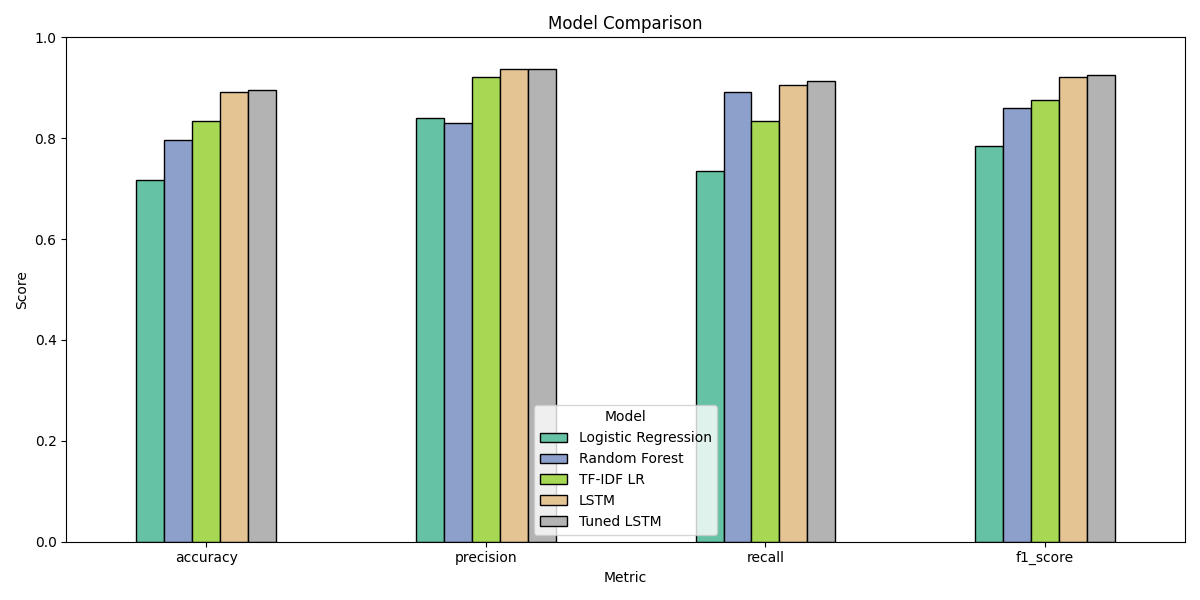 Model Comparison
1.0
0.8
0.6
0.4
0.2
0.0
Score
accuracy
precision
recall
f1_score
Metric
Model
Logistic Regression
Random Forest
TF-IDF LR
LSTM
Tuned LSTM